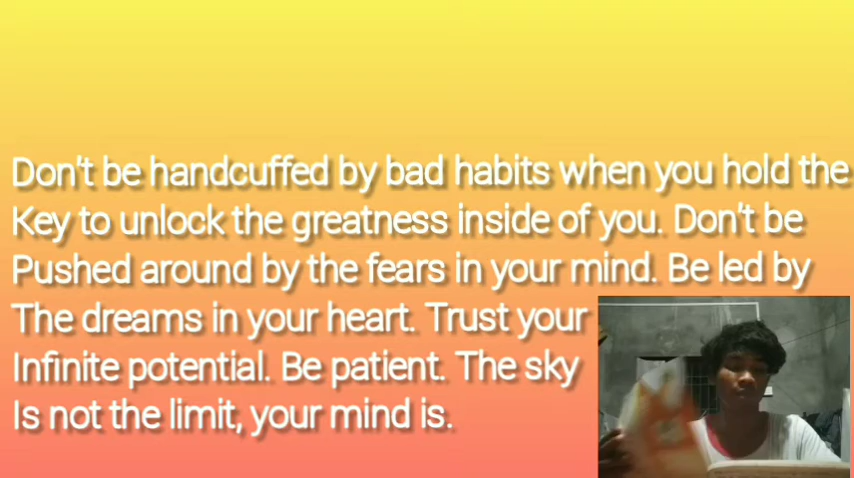 Don't be handcuffed by bad habits when you hold the
Key to unlock the greatness inside of you. Don't be
Pushed around by the fears in your mind. Be led by
The dreams in your heart. Trust your
Infinite potential. Be patient. The sky
Is not the limit, your mind is.